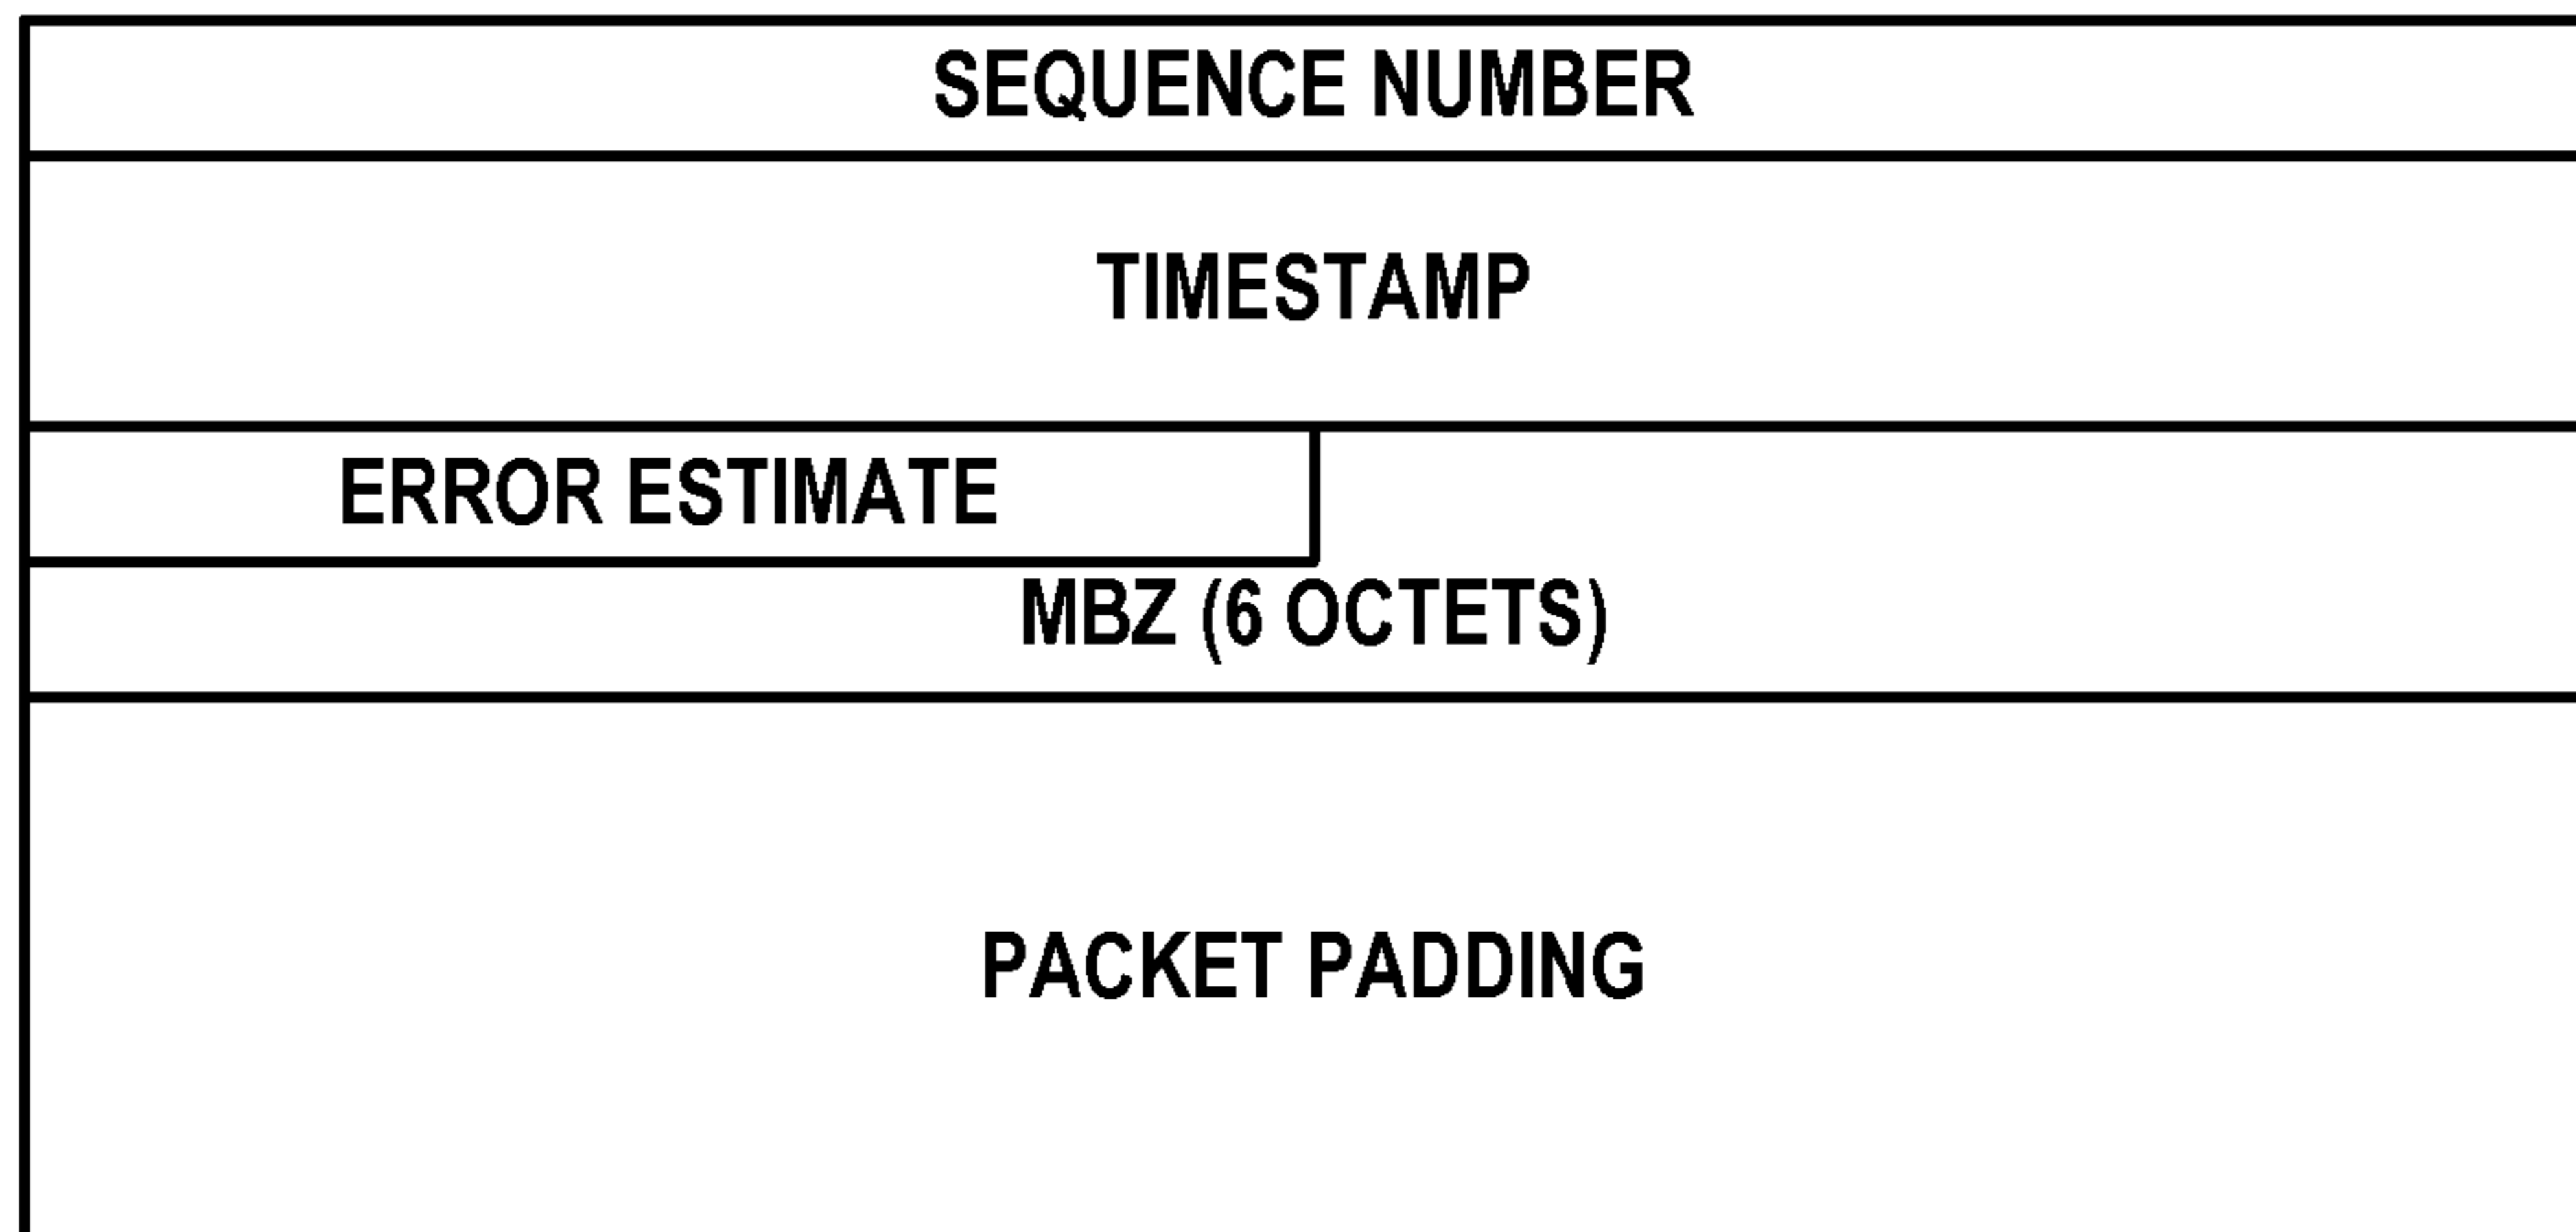 SEQUENCE NUMBER
TIMESTAMP
ERROR ESTIMATE
MBZ (6 OCTETS)
PACKET PADDING